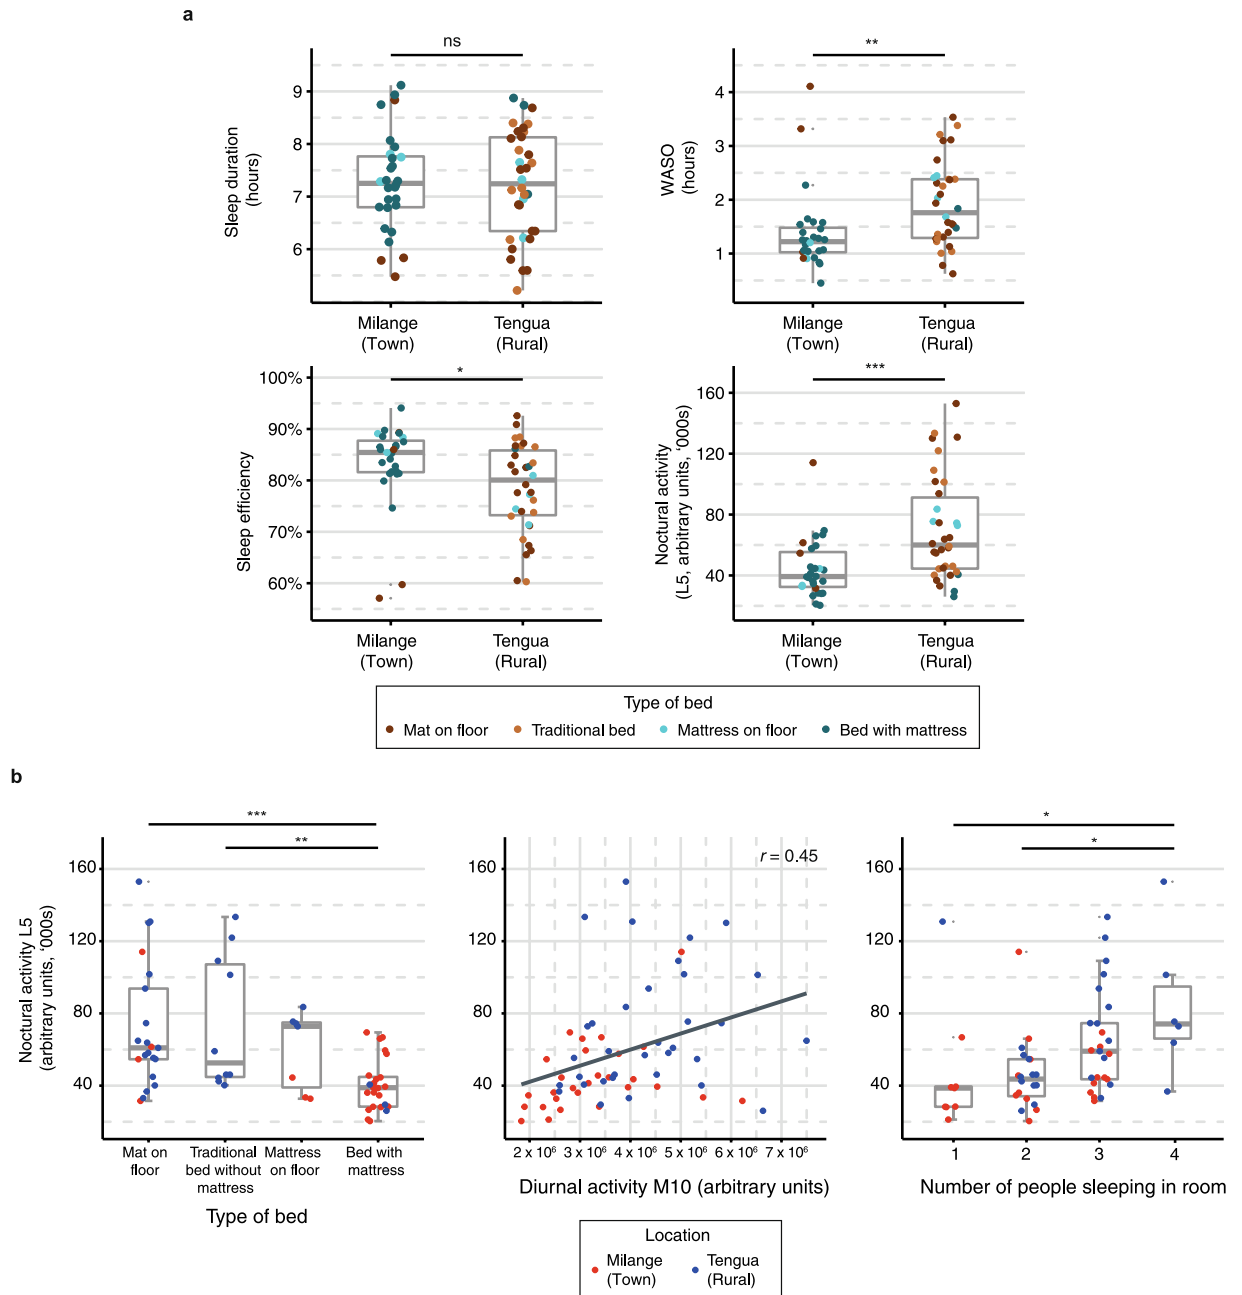 a
ns
**
Sleep duration
(hours)
9
8
7
6
WASO
(hours)
4
3
2
1
Milange
(Town)
Tengua
(Rural)
Milange
(Town)
Tengua
(Rural)
*
***
Sleep efficiency
100%
90%
80%
70%
60%
Noctural activity
(L5, arbitrary units, ‘000s)
160
120
80
40
Milange
(Town)
Tengua
(Rural)
Milange
(Town)
Tengua
(Rural)
Type of bed
Mat on floor
Traditional bed
Mattress on floor
Bed with mattress
b
***
**
Noctural activity L5
(arbitrary units, ‘000s)
160
120
80
40
Mat on
floor
Traditional
bed without
mattress
Mattress
on floor
Bed with
mattress
Type of bed
r = 0.45
160
120
80
40
2 x 10⁶
3 x 10⁶
4 x 10⁶
5 x 10⁶
6 x 10⁶
7 x 10⁶
Diurnal activity M10 (arbitrary units)
*
*
160
120
80
40
1
2
3
4
Number of people sleeping in room
Location
Milange
(Town)
Tengua
(Rural)